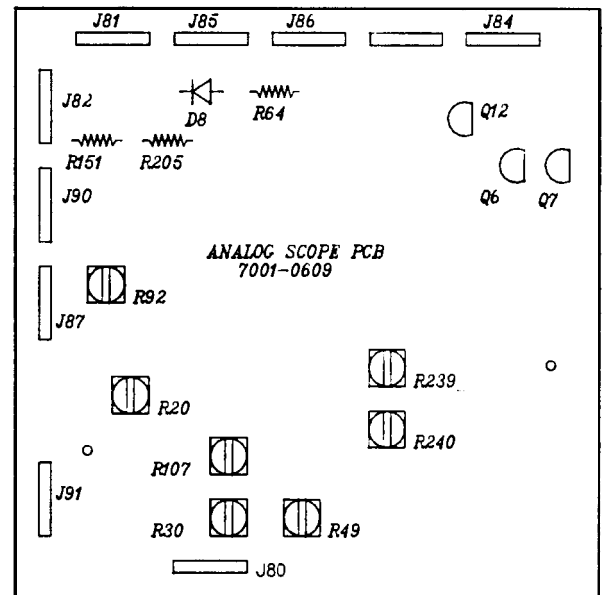 J81 J85 J86 J84
J82
D8 R64 Q12
R151 R205
Q6 Q7
J90
ANALOG SCOPE PCB
7001-0609
R92
J87
R239
R20
R240
R107
J91
R30 R49
J80